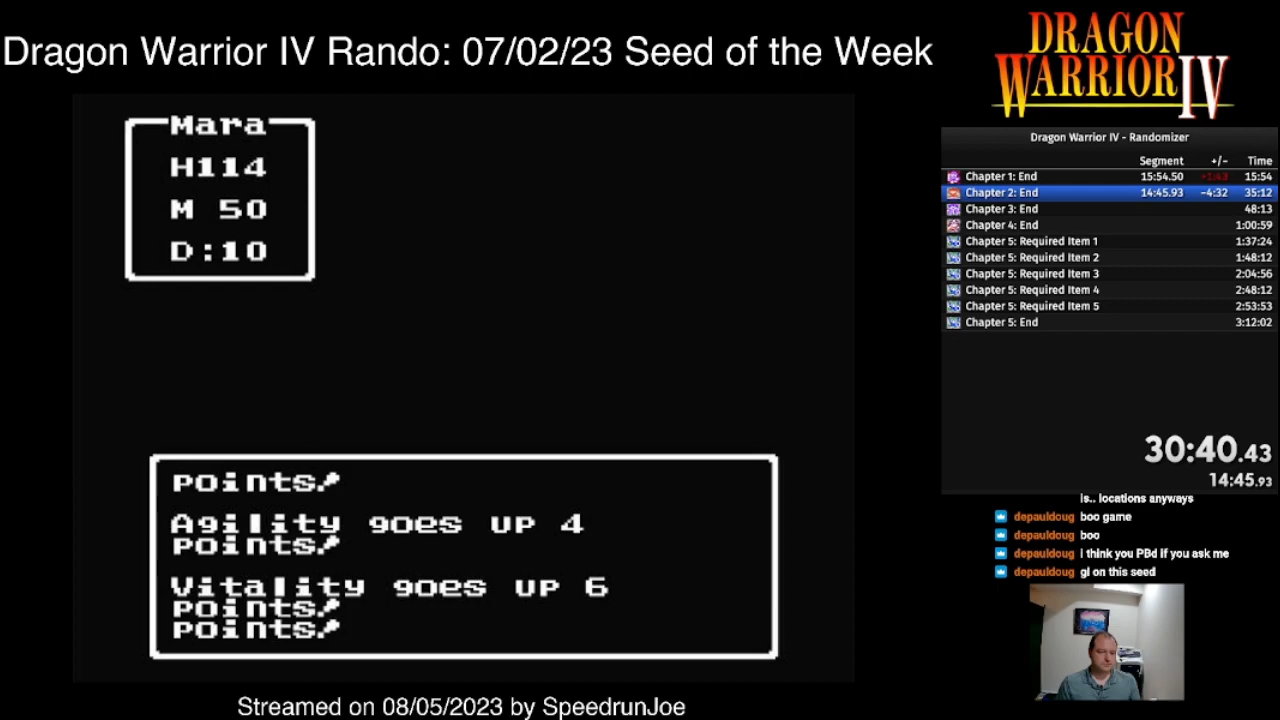 Dragon Warrior IV Rando: 07/02/23 Seed of the Week
DRAGON
WARRIOR IV
Mara
H114
M 50
D:10
points!
Agility goes up 4
points!
Vitality goes up 6
points!
points!
Dragon Warrior IV - Randomizer
Segment +/- Time
Chapter 1: End 15:54.50 +1:43 15:54
Chapter 2: End 14:45.93 -4:32 35:12
Chapter 3: End 48:13
Chapter 4: End 1:00:59
Chapter 5: Required Item 1 1:37:24
Chapter 5: Required Item 2 1:48:12
Chapter 5: Required Item 3 2:04:56
Chapter 5: Required Item 4 2:48:12
Chapter 5: Required Item 5 2:53:53
Chapter 5: End 3:12:02
30:40.43
14:45.93
is.. locations anyways
depauldoug boo game
depauldoug boo
depauldoug i think you PBd if you ask me
depauldoug gl on this seed
Streamed on 08/05/2023 by SpeedrunJoe